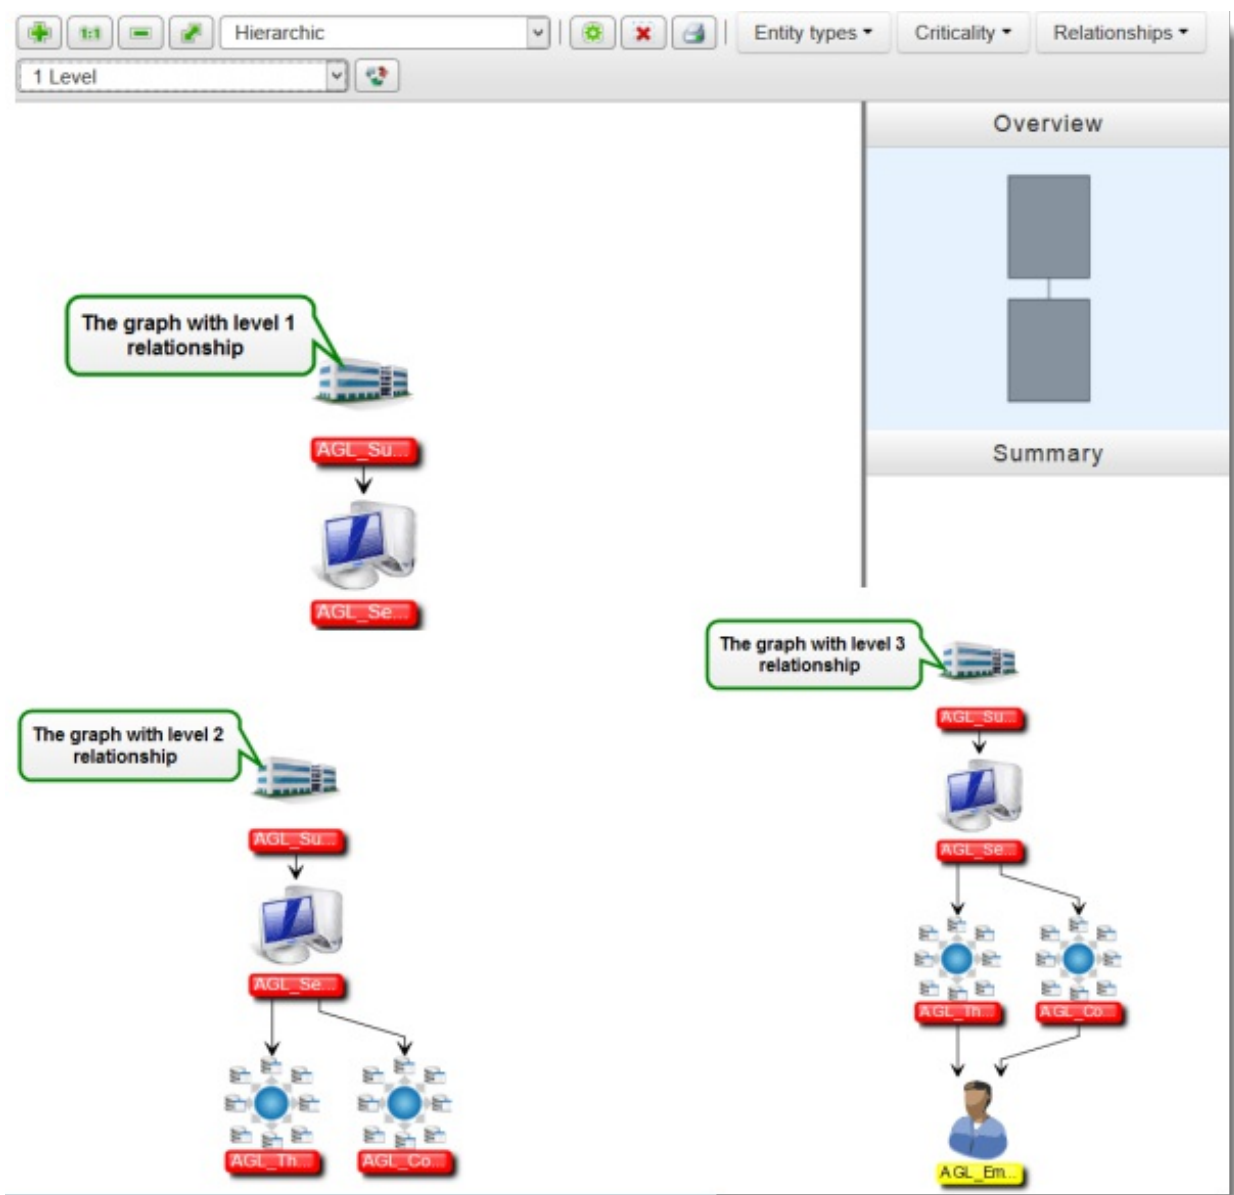 1:1
Hierarchic
Entity types
Criticality
Relationships
1 Level
Overview
Summary
The graph with level 1
relationship
AGL_Su...
AGL_Se...
The graph with level 2
relationship
AGL_Su...
AGL_Se...
AGL_Th...
AGL_Co...
The graph with level 3
relationship
AGL_Su...
AGL_Se...
AGL_Th...
AGL_Co...
AGL_Em...